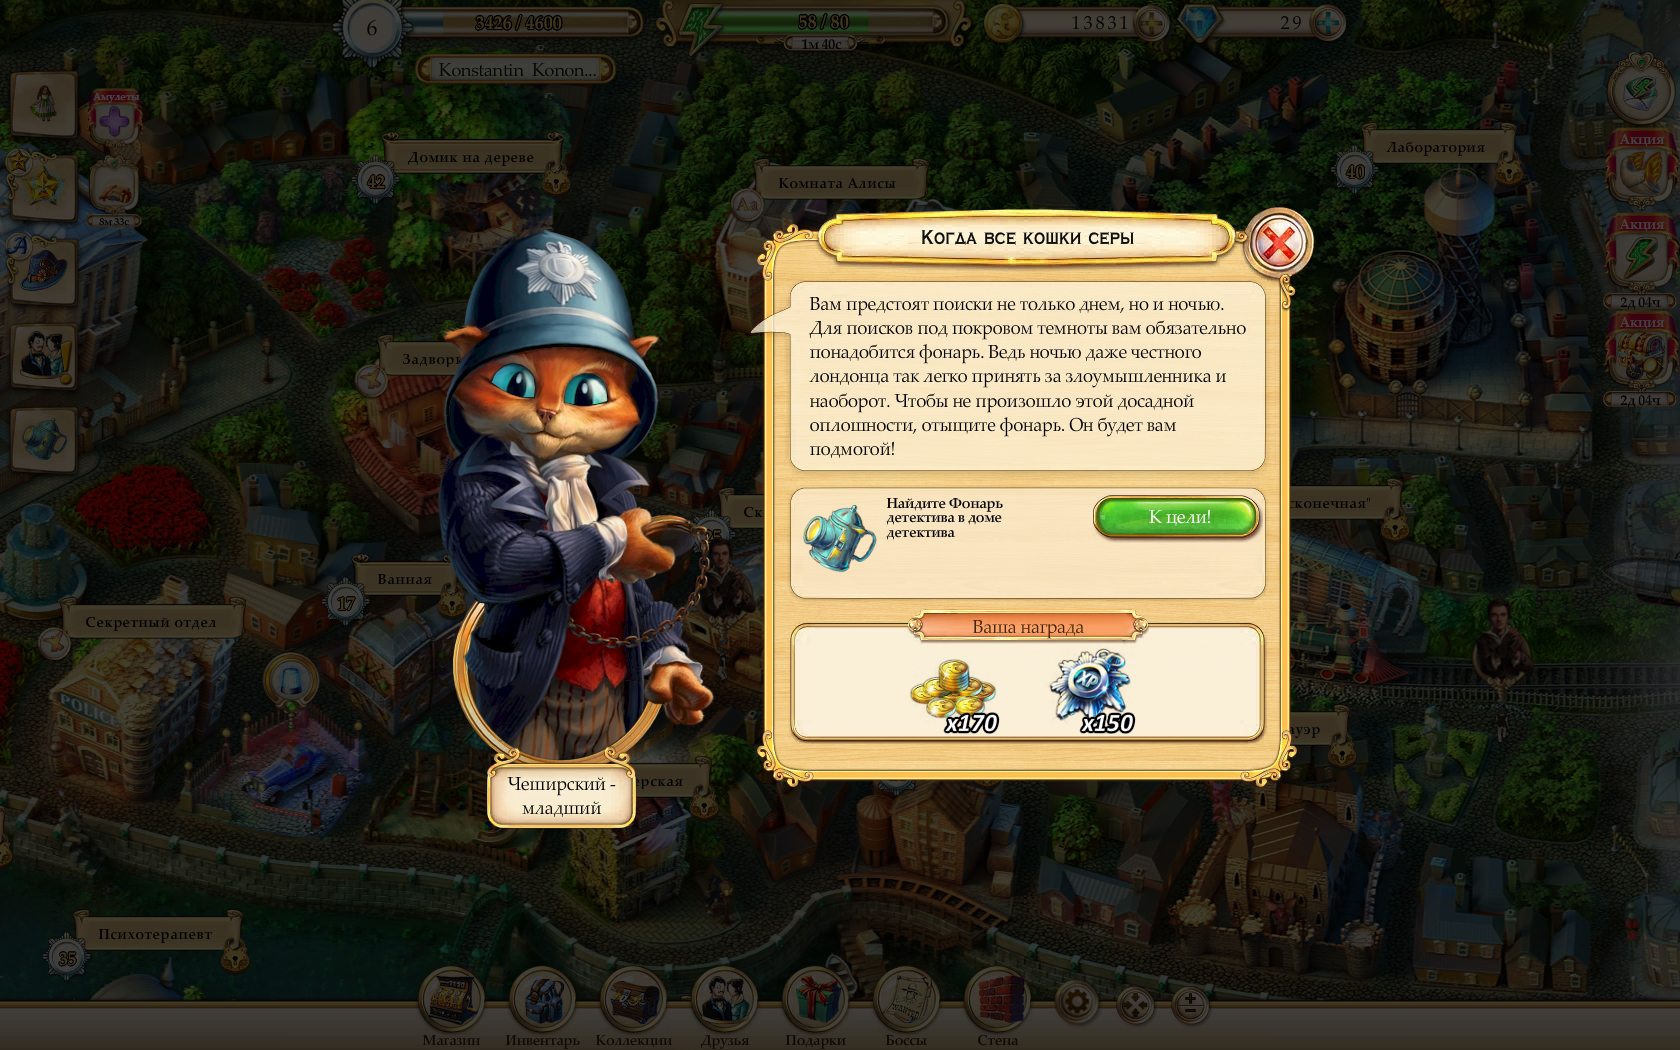 6
3426 / 4600
58 / 80
13831
29
1м 40с
Konstantin Konon...
Амулеты
8м 33с
Домик на дереве
42
Комната Алисы
Aa
Лаборатория
40
Акция
Акция
2д 04ч
Акция
2д 04ч
Когда все кошки серы
Вам предстоят поиски не только днем, но и ночью.
Для поисков под покровом темноты вам обязательно
понадобится фонарь. Ведь ночью даже честного
лондонца так легко принять за злоумышленника и
наоборот. Чтобы не произошло этой досадной
оплошности, отыщите фонарь. Он будет вам
подмогой!
Найдите Фонарь
детектива в доме
детектива
К цели!
Ваша награда
XP
x170
x150
Чеширский -
младший
Ванная
17
Секретный отдел
POLICE
Психотерапевт
35
Магазин
Инвентарь
Коллекции
Друзья
Подарки
Боссы
Стена